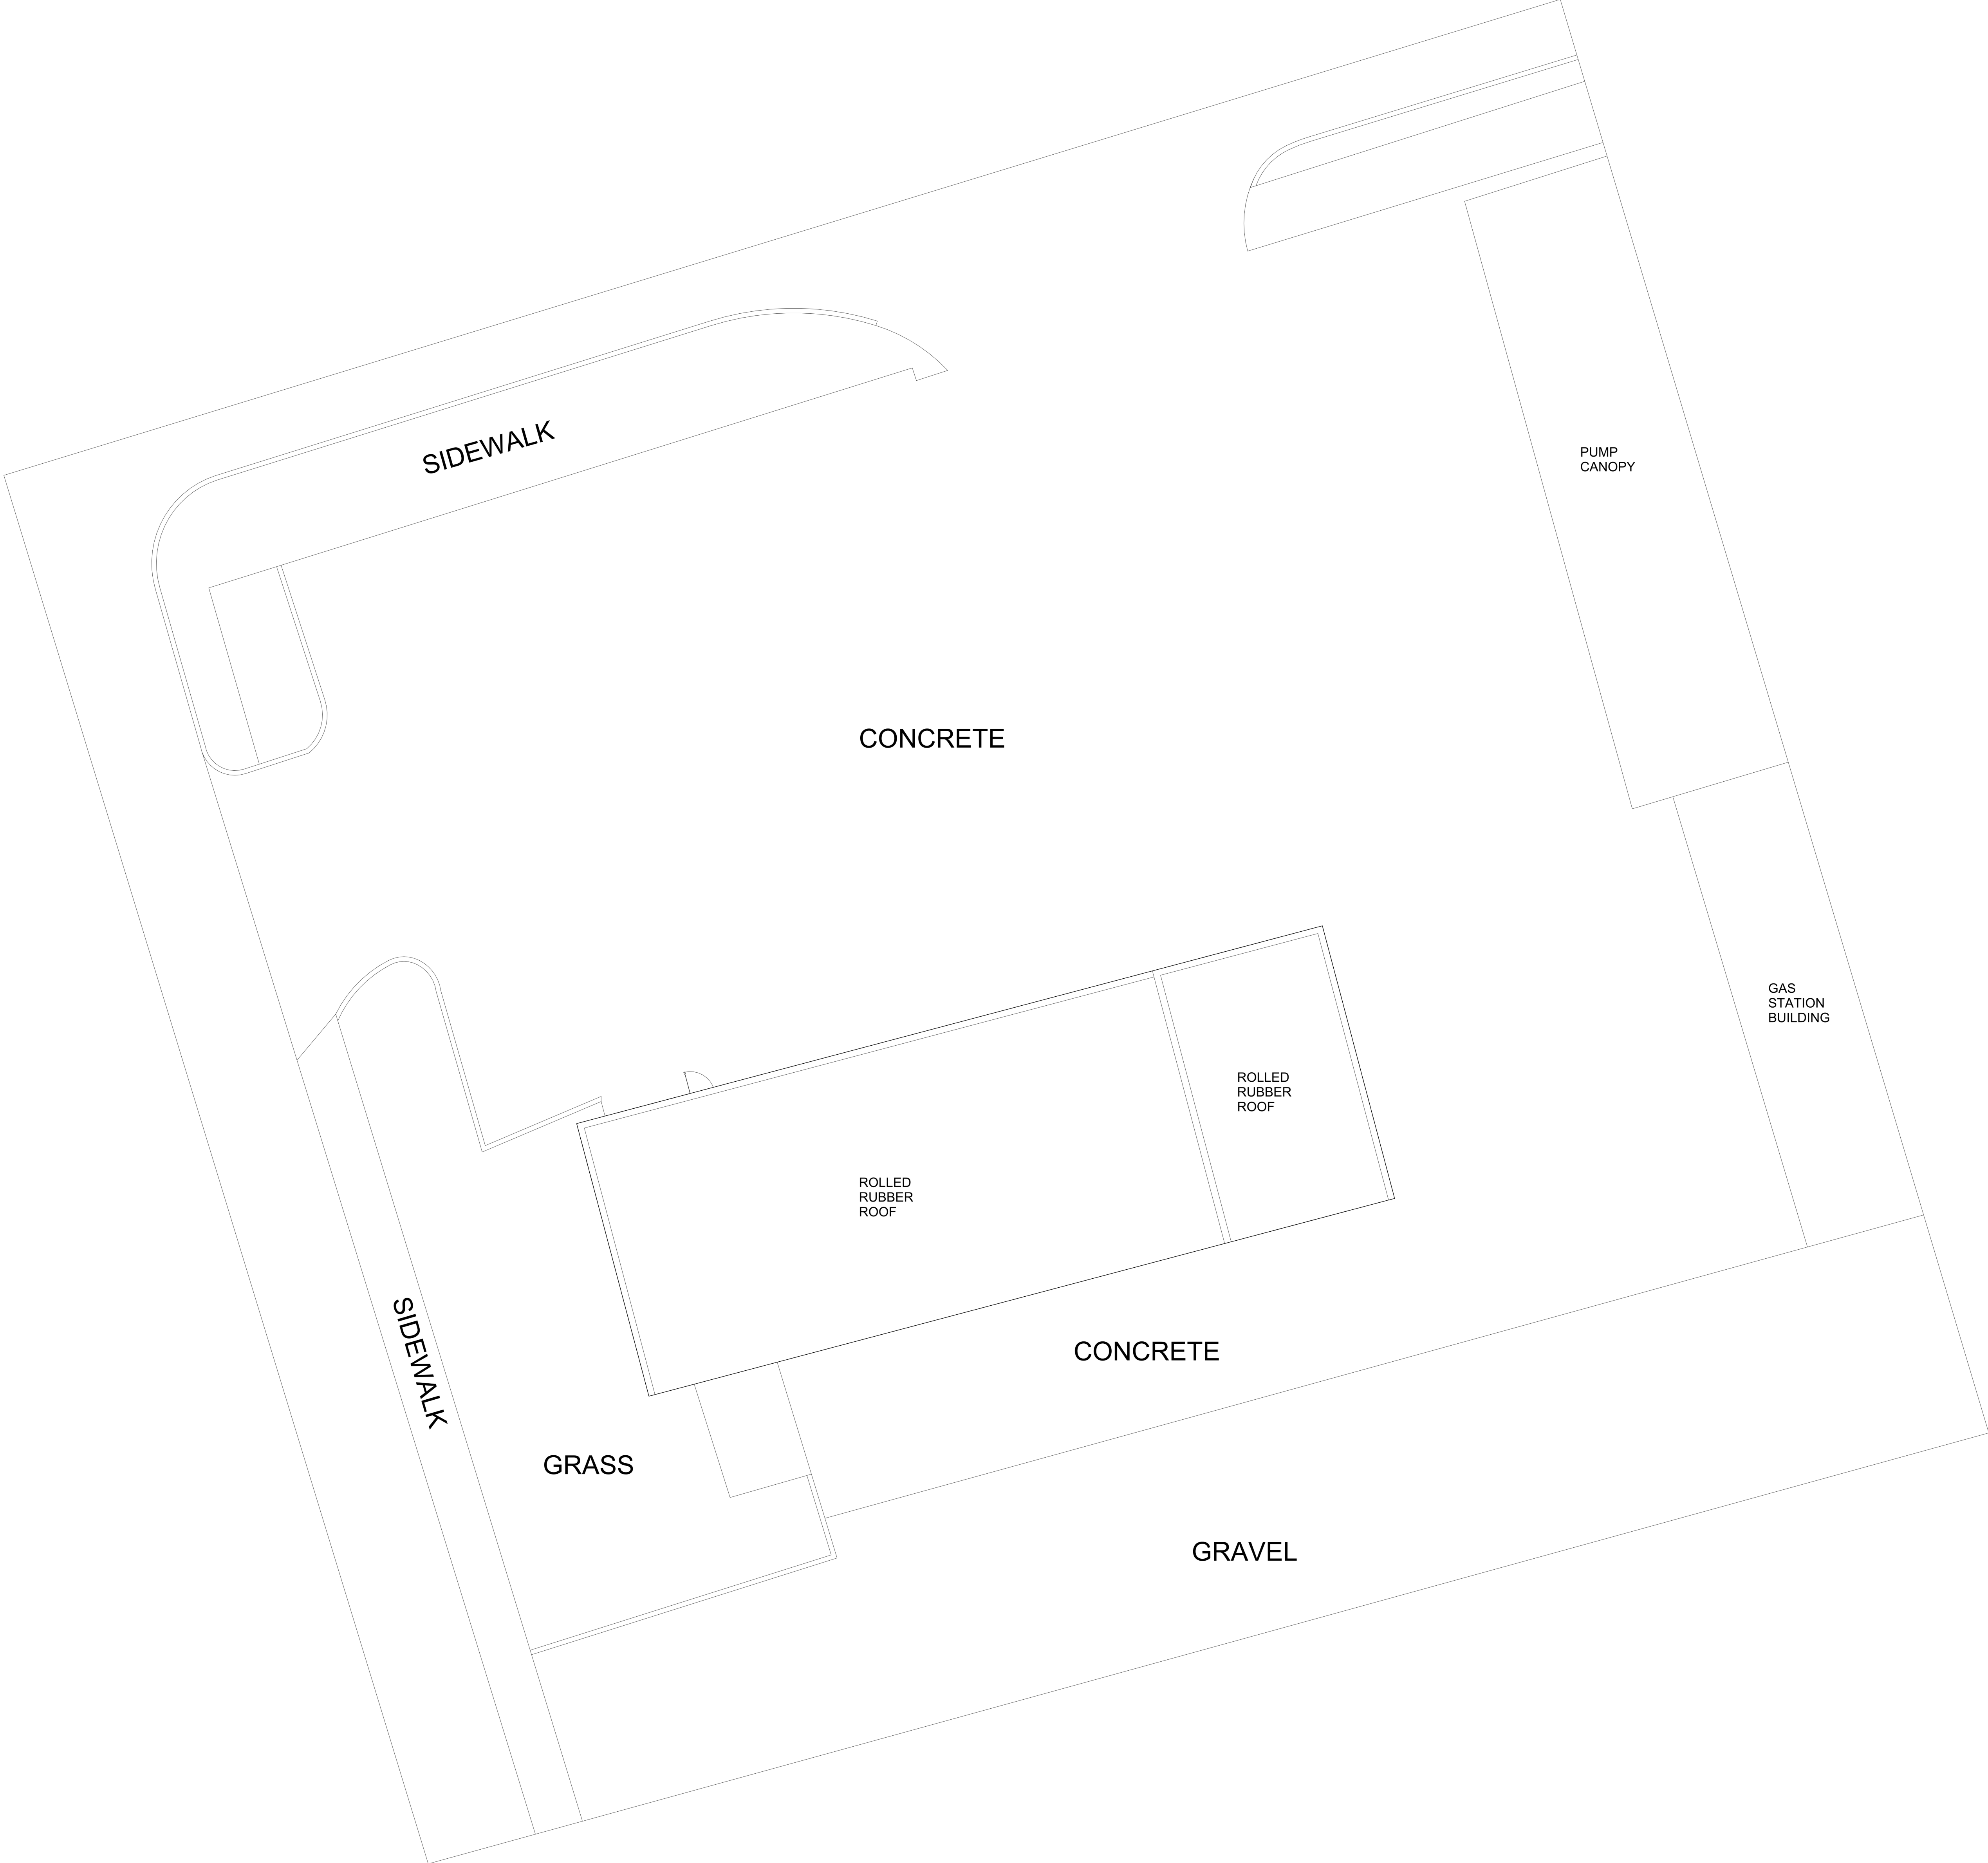 SIDEWALK
PUMP
CANOPY
CONCRETE
GAS
STATION
BUILDING
ROLLED
RUBBER
ROOF
ROLLED
RUBBER
ROOF
SIDEWALK
CONCRETE
GRASS
GRAVEL